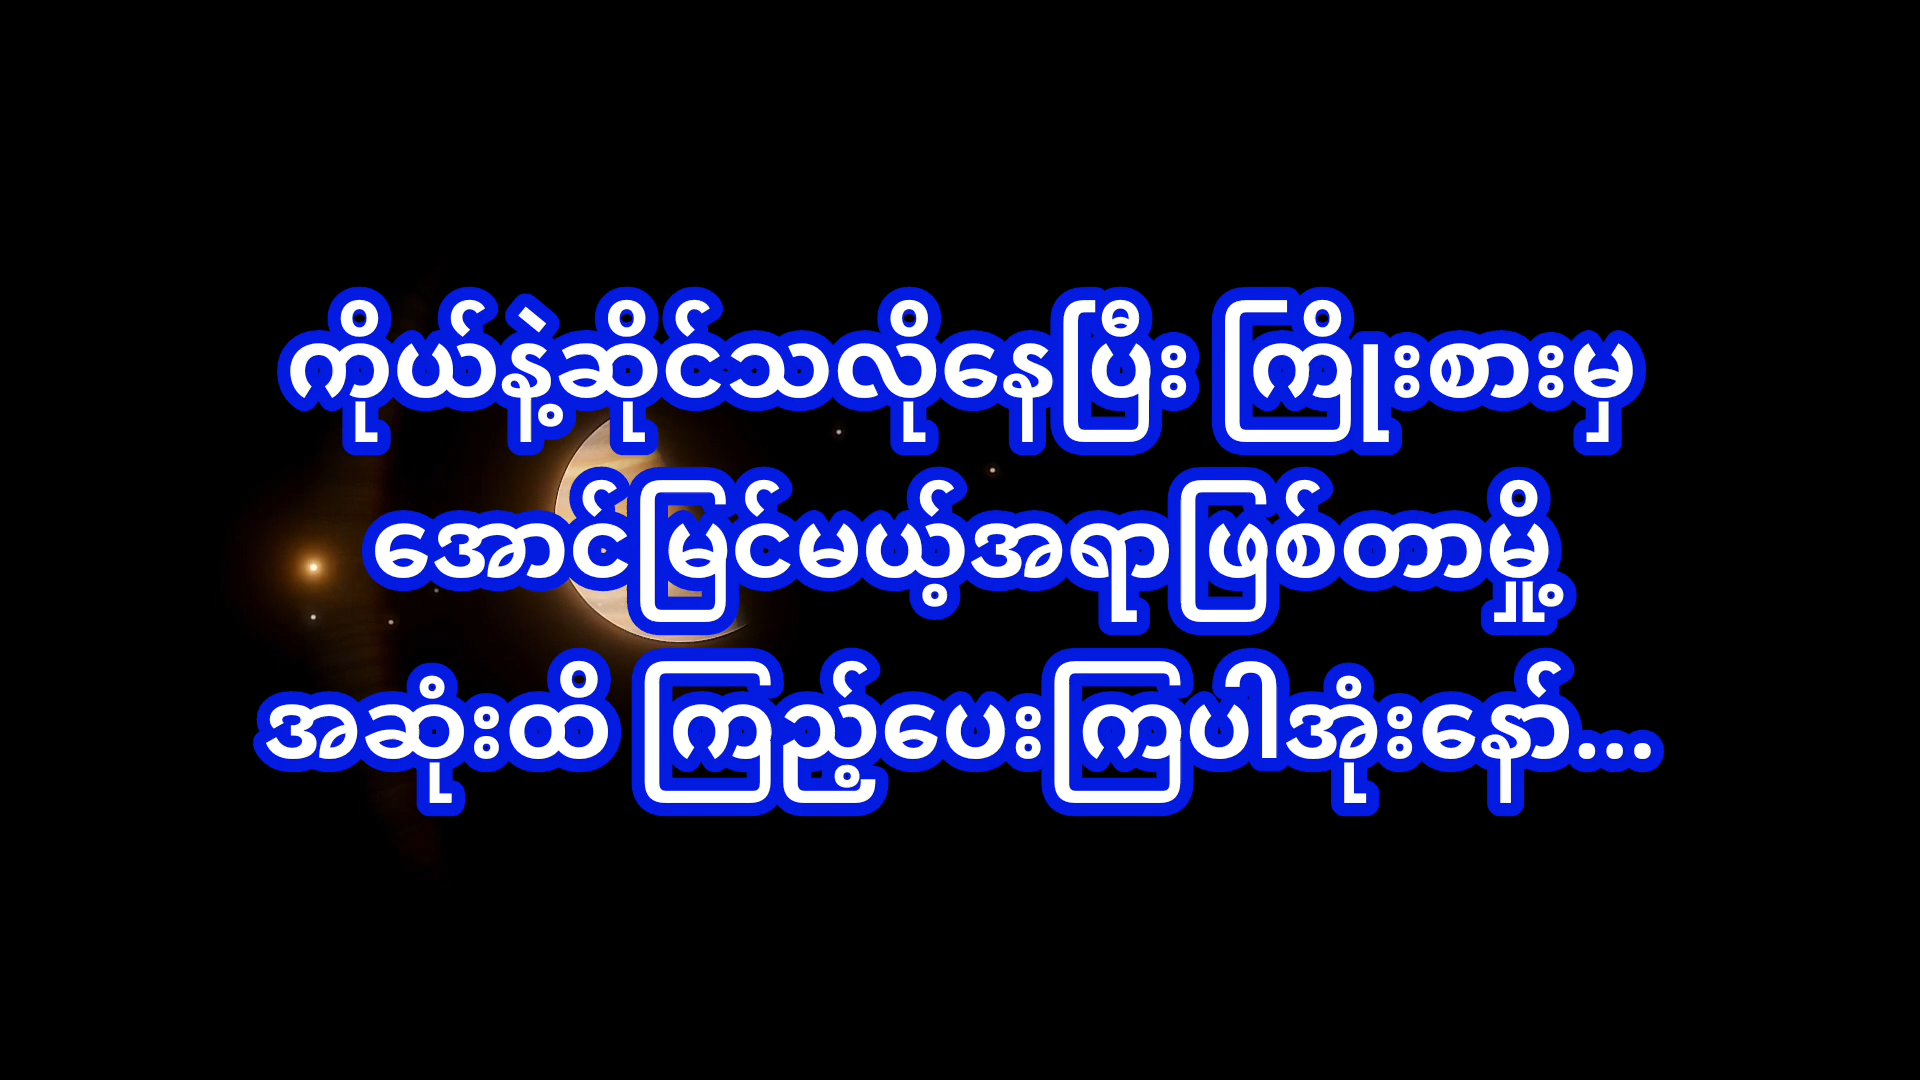 ကိုယ်နဲ့ဆိုင်သလိုနေပြီး ကြိုးစားမှ
အောင်မြင်မယ့်အရာဖြစ်တာမှို့
အဆုံးထိ ကြည့်ပေးကြပါအုံးနော်...